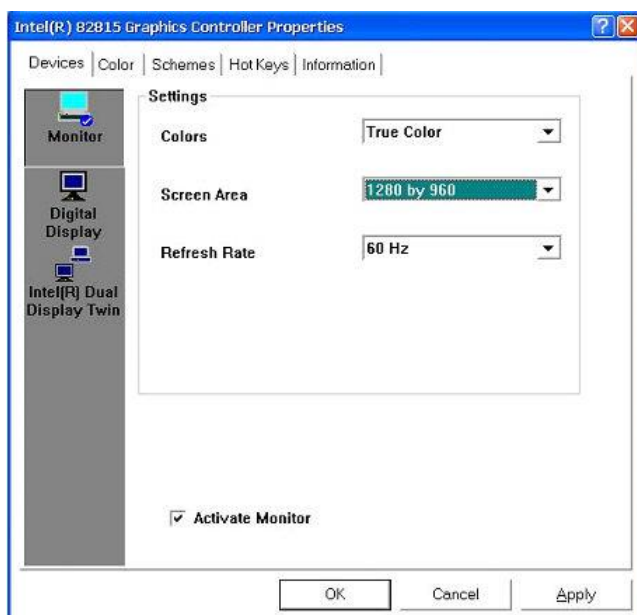 Intel(R) 82815 Graphics Controller Properties
Devices Color Schemes Hot Keys Information
Monitor
Digital
Display
Intel(R) Dual
Display Twin
Settings
Colors True Color
Screen Area 1280 by 960
Refresh Rate 60 Hz
Activate Monitor
OK Cancel Apply